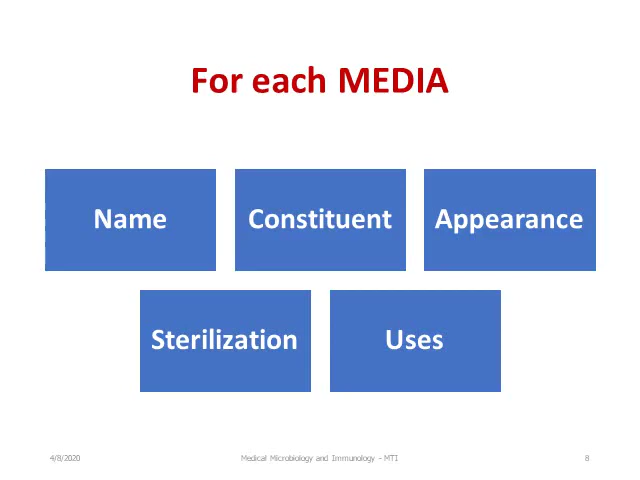 For each MEDIA
Name
Constituent
Appearance
Sterilization
Uses
4/8/2020
Medical Microbiology and Immunology - MTI
8